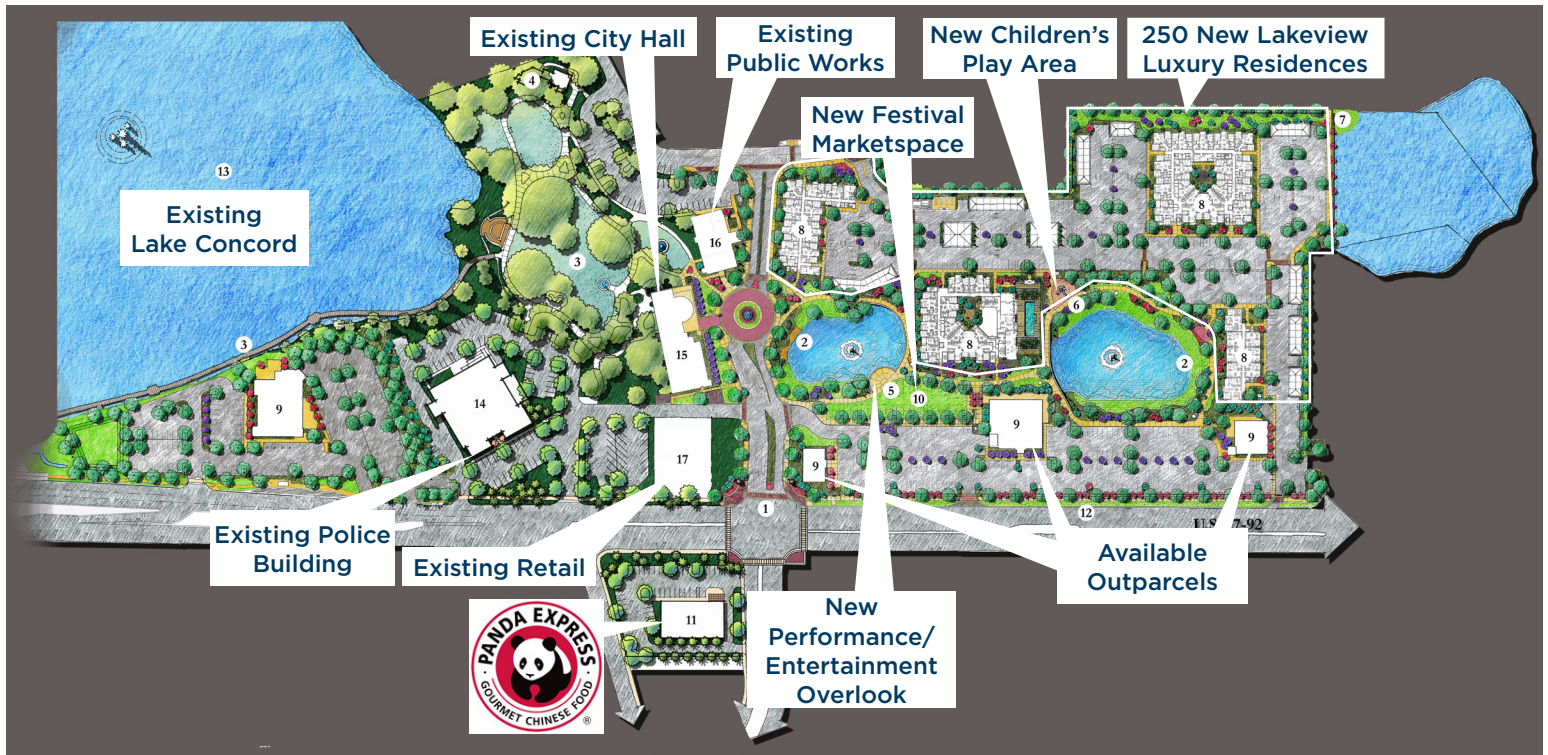 Existing City Hall
Existing
Public Works
New Children's
Play Area
250 New Lakeview
Luxury Residences
New Festival
Marketspace
4
7
13
Existing
Lake Concord
8
8
16
3
6
3
2
15
8
2
8
5
10
9
14
9
9
17
9
1
12
Existing Police
Building
Existing Retail
Available
Outparcels
New
Performance/
Entertainment
Overlook
11
PANDA EXPRESS
GOURMET CHINESE FOOD
®